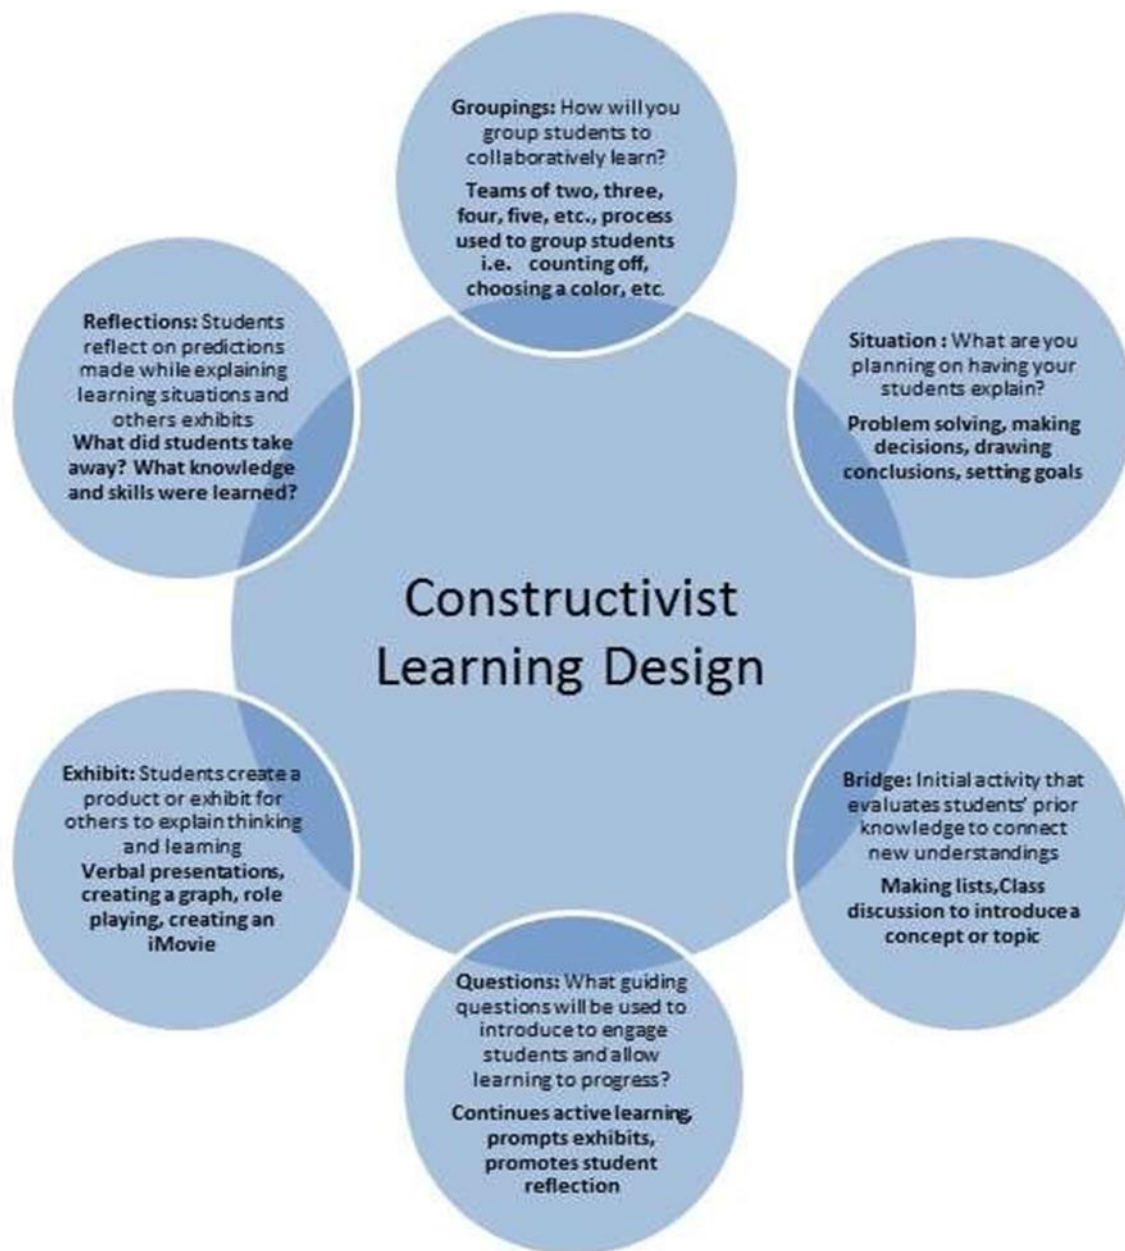 Groupings: How will you
group students to
collaboratively learn?
Teams of two, three,
four, five, etc., process
used to group students
i.e. counting off,
choosing a color, etc.
Situation : What are you
planning on having your
students explain?
Problem solving, making
decisions, drawing
conclusions, setting goals
Bridge: Initial activity that
evaluates students' prior
knowledge to connect
new understandings
Making lists,Class
discussion to introduce a
concept or topic
Questions: What guiding
questions will be used to
introduce to engage
students and allow
learning to progress?
Continues active learning,
prompts exhibits,
promotes student
reflection
Exhibit: Students create a
product or exhibit for
others to explain thinking
and learning
Verbal presentations,
creating a graph, role
playing, creating an
iMovie
Reflections: Students
reflect on predictions
made while explaining
learning situations and
others exhibits
What did students take
away? What knowledge
and skills were learned?
Constructivist
Learning Design